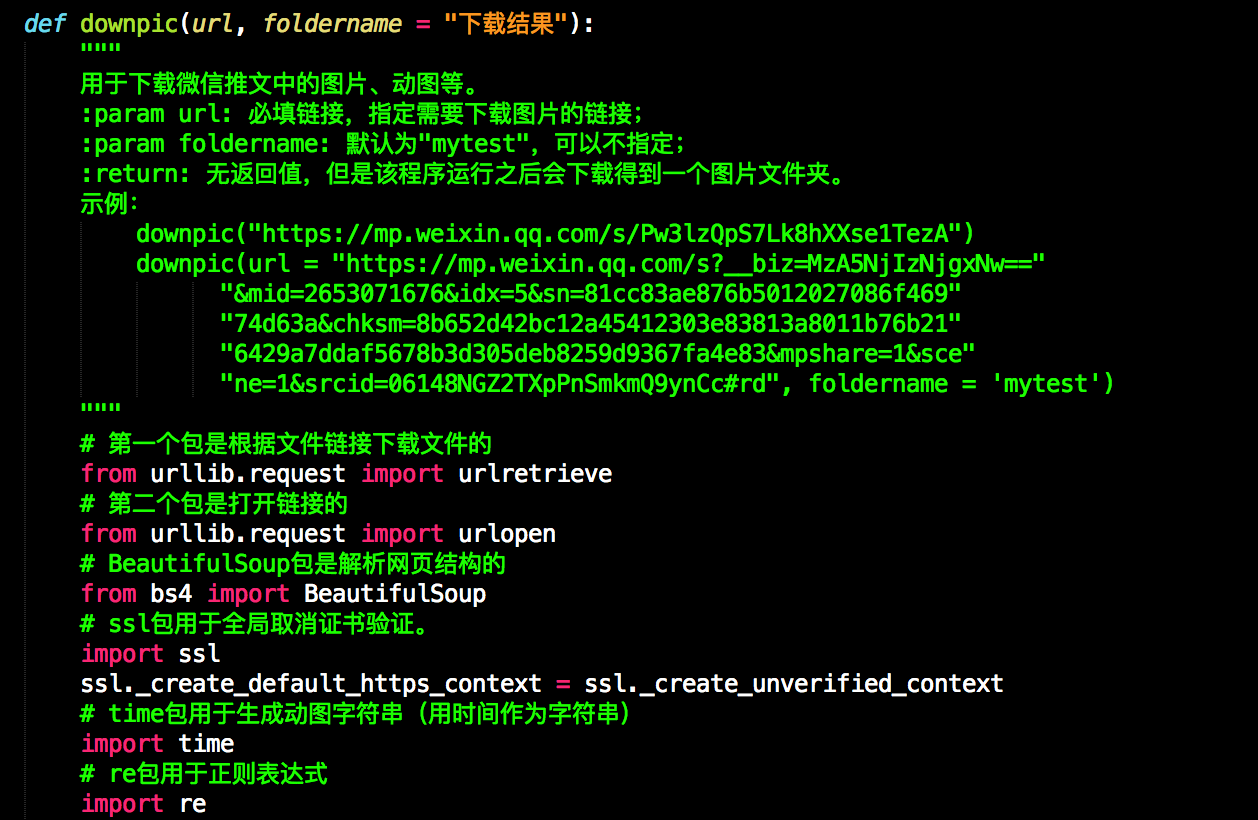 def downpic(url, foldername = "下载结果"):
"""
用于下载微信推文中的图片、动图等。
:param url: 必填链接，指定需要下载图片的链接；
:param foldername: 默认为"mytest"，可以不指定；
:return: 无返回值，但是该程序运行之后会下载得到一个图片文件夹。
示例：
downpic("https://mp.weixin.qq.com/s/Pw3lzQpS7Lk8hXXse1TezA")
downpic(url = "https://mp.weixin.qq.com/s?__biz=MzA5NjIzNjgxNw=="
"&mid=2653071676&idx=5&sn=81cc83ae876b5012027086f469"
"74d63a&chksm=8b652d42bc12a45412303e83813a8011b76b21"
"6429a7ddaf5678b3d305deb8259d9367fa4e83&mpshare=1&sce"
"ne=1&srcid=06148NGZ2TXpPnSmkmQ9ynCc#rd", foldername = 'mytest')
"""
# 第一个包是根据文件链接下载文件的
from urllib.request import urlretrieve
# 第二个包是打开链接的
from urllib.request import urlopen
# BeautifulSoup包是解析网页结构的
from bs4 import BeautifulSoup
# ssl包用于全局取消证书验证。
import ssl
ssl._create_default_https_context = ssl._create_unverified_context
# time包用于生成动图字符串（用时间作为字符串）
import time
# re包用于正则表达式
import re